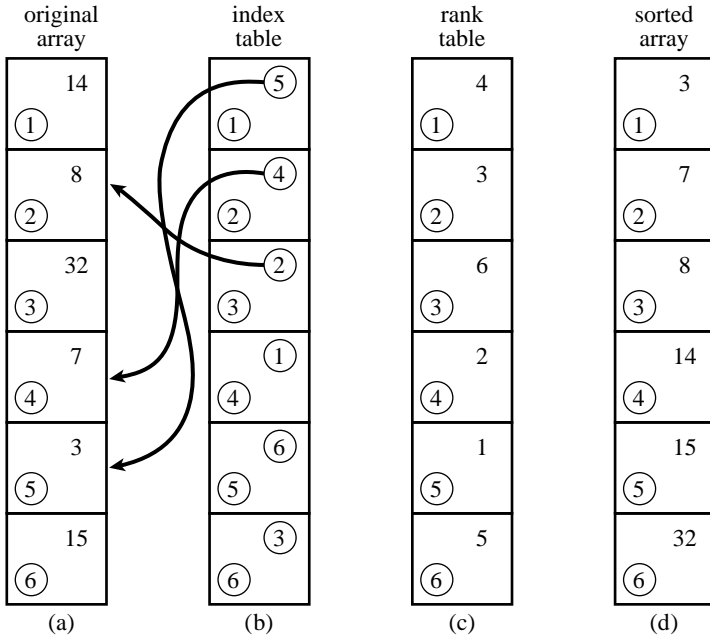 original index rank sorted
array table table array
14 5 4 3
1 1 1 1
8 4 3 7
2 2 2 2
32 2 6 8
3 3 3 3
7 1 2 14
4 4 4 4
3 6 1 15
5 5 5 5
15 3 5 32
6 6 6 6
(a) (b) (c) (d)